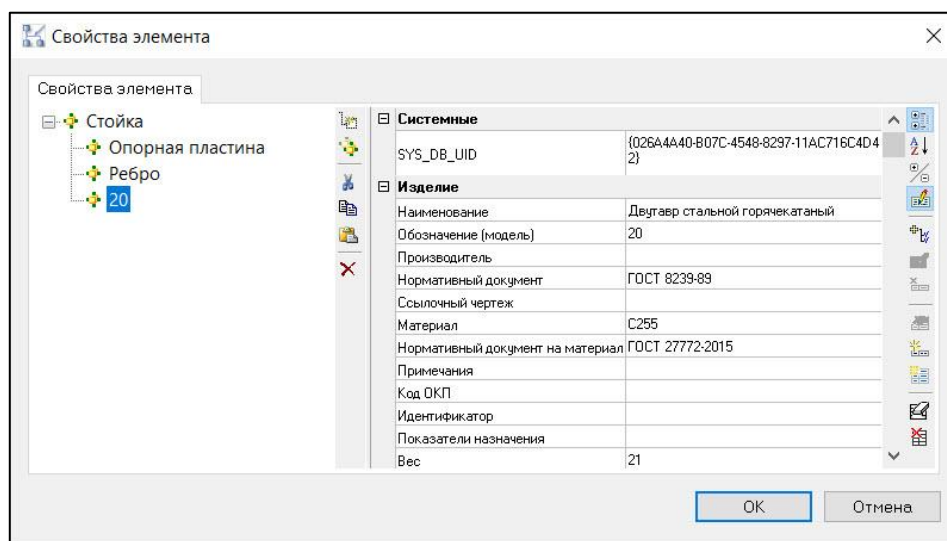 Свойства элемента
Свойства элемента
Стойка
Опорная пластина
Ребро
20
Системные
SYS_DB_UID {026A4A40-B07C-4548-8297-11AC716C4D4
2}
Изделие
Наименование Двутавр стальной горячекатаный
Обозначение (модель) 20
Производитель
Нормативный документ ГОСТ 8239-89
Ссылочный чертеж
Материал С255
Нормативный документ на материал ГОСТ 27772-2015
Примечания
Код ОКП
Идентификатор
Показатели назначения
Вес 21
OK Отмена